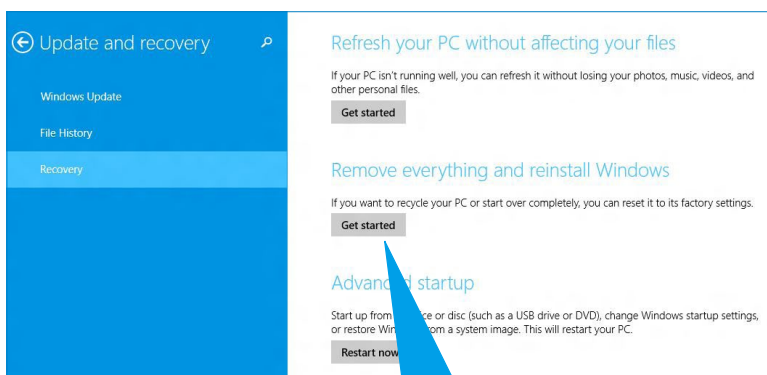 Update and recovery
Windows Update
File History
Recovery
Refresh your PC without affecting your files
If your PC isn't running well, you can refresh it without losing your photos, music, videos, and
other personal files.
Get started
Remove everything and reinstall Windows
If you want to recycle your PC or start over completely, you can reset it to its factory settings.
Get started
startup
Start up from or disc (such as a USB drive or DVD), change Windows startup settings,
or restore from a system image. This will restart your PC.
Restart now